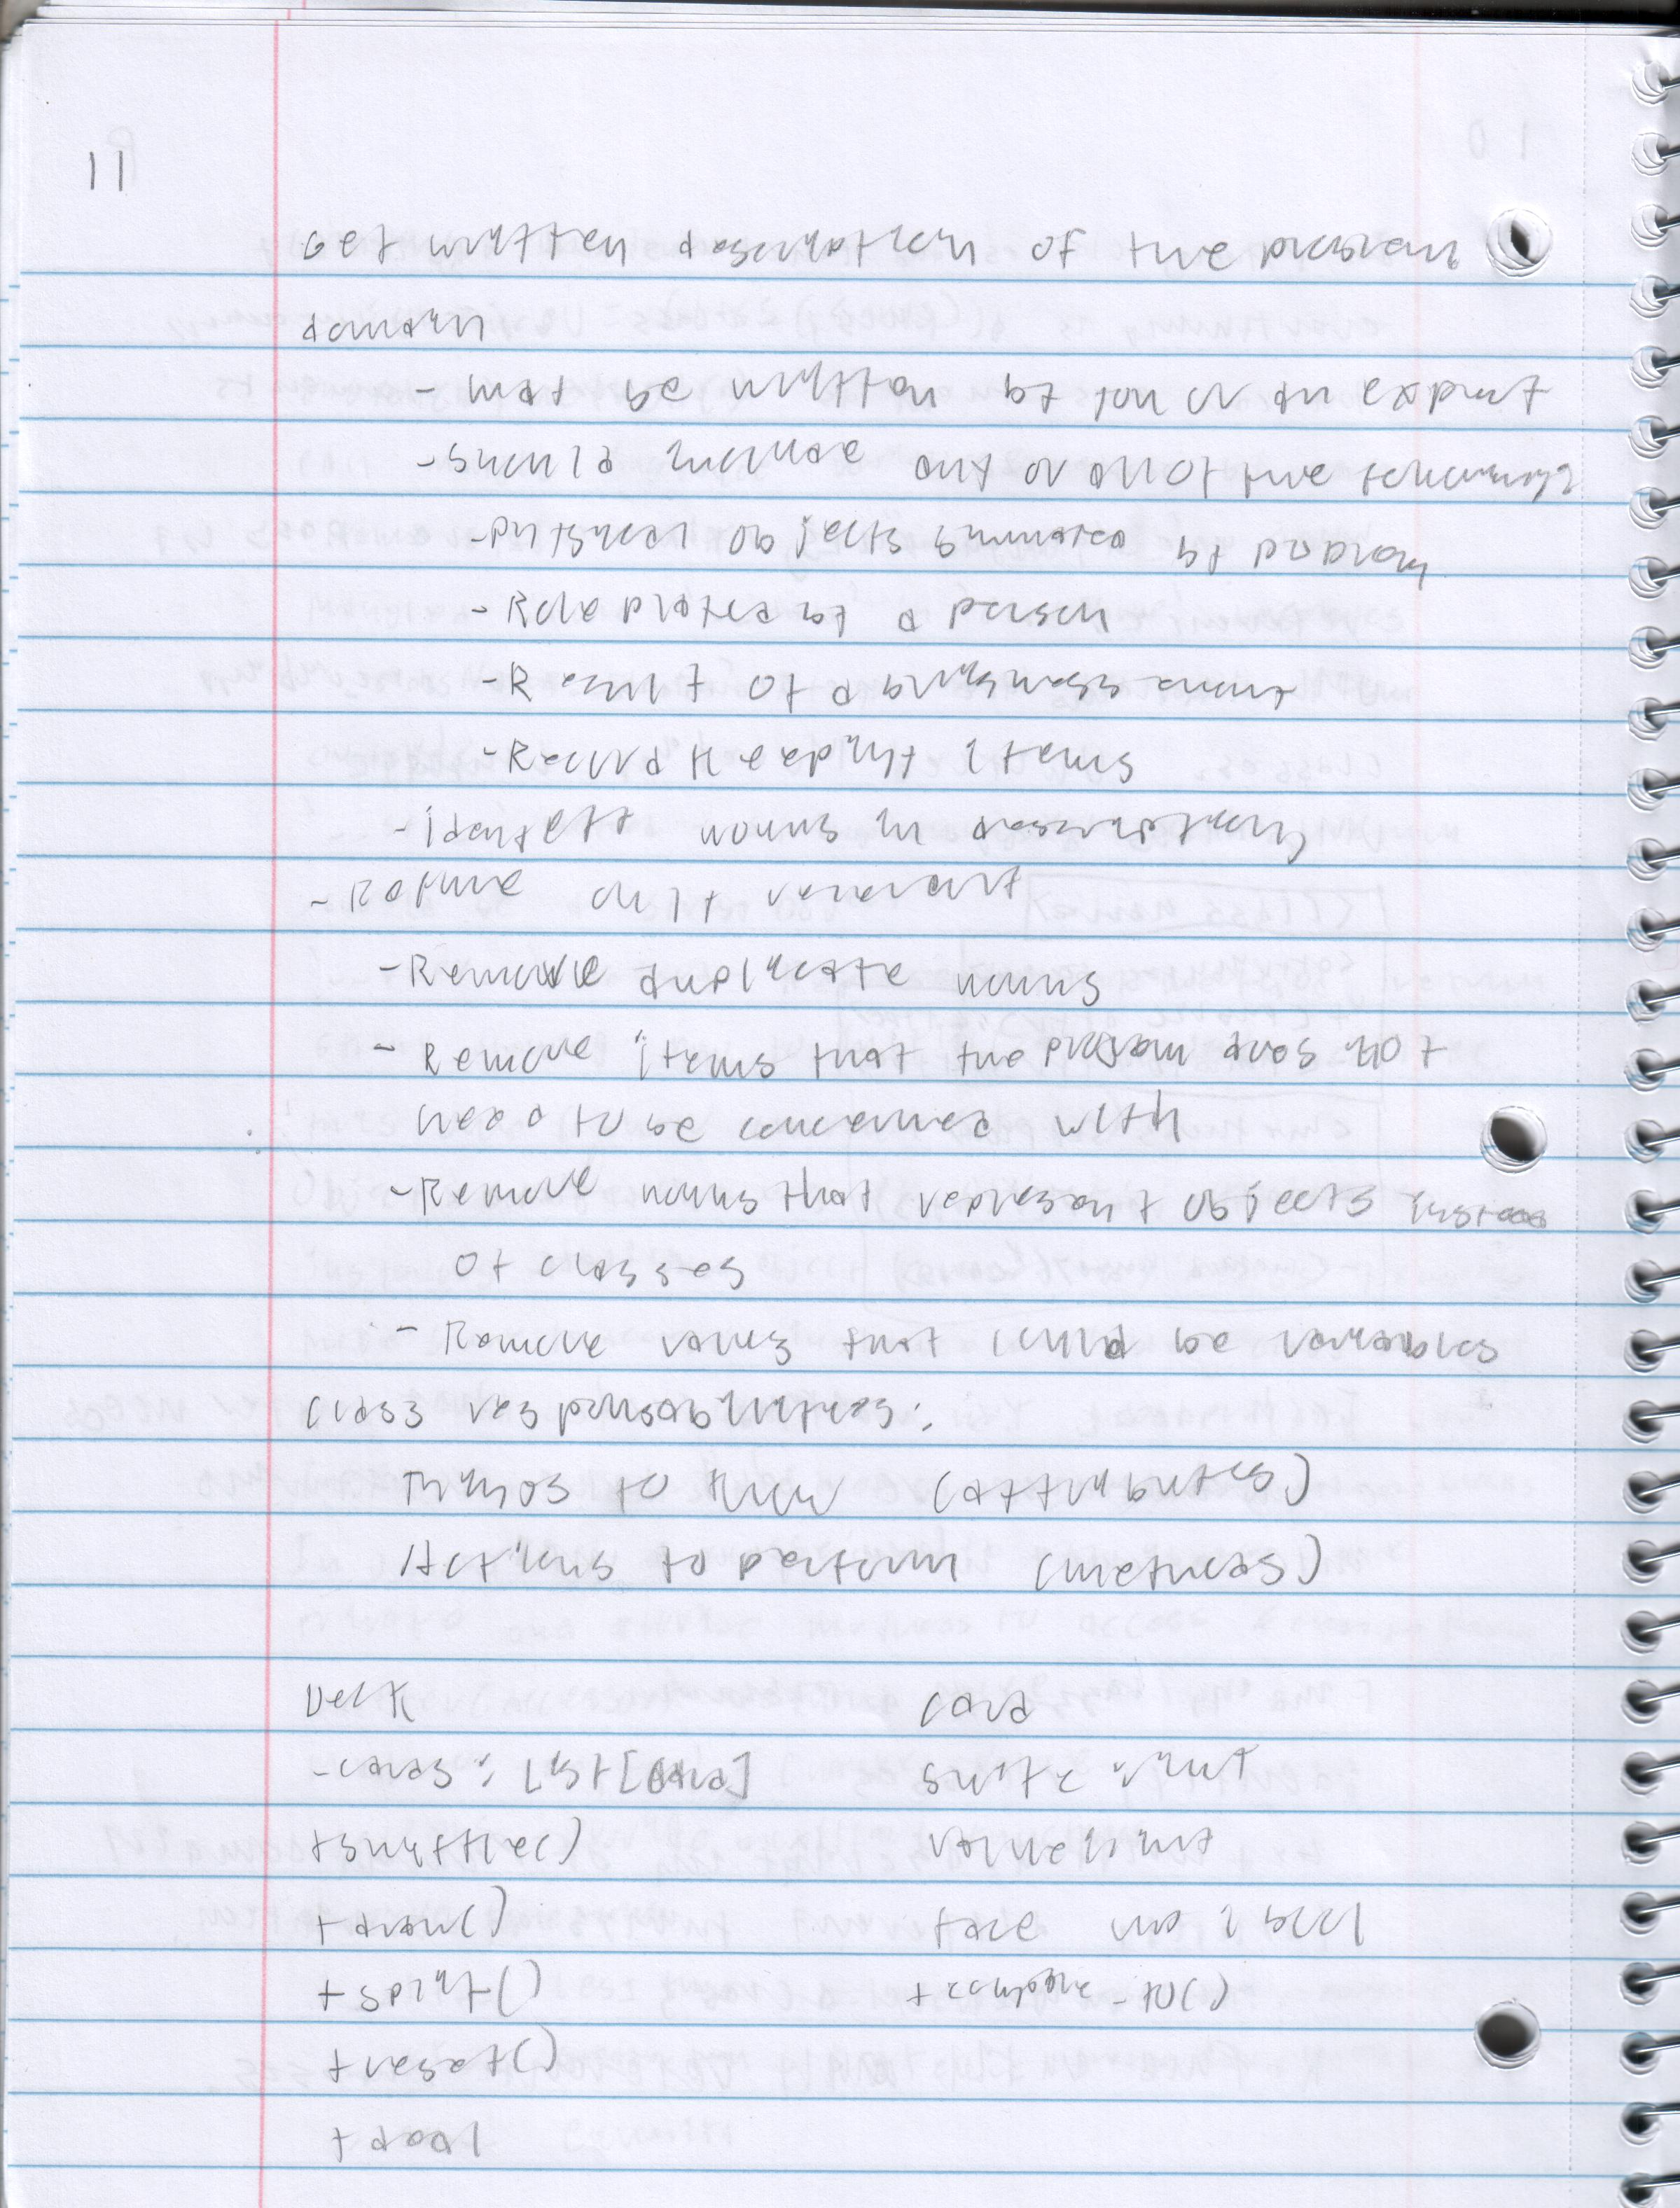 11
Get written description of the program
domain
- may be written by you or an expert
- should include any or all of the following
- physical objects simulated by program
- Role played by a person
- Result of a business event
- Record keeping items
- identify nouns in description
- Refine only relevant
- Remove duplicate nouns
- Remove items that the program does not
need to be concerned with
- Remove nouns that represent objects instead
of classes
- Remove values that could be variables
class responsibilities:
Things to know (attributes)
Actions to perform (methods)
Deck card
- cards: List[Card] suit: int
+ shuffle() value: int
+ draw() face up: bool
+ split() + compare-to()
+ reset()
+ deal